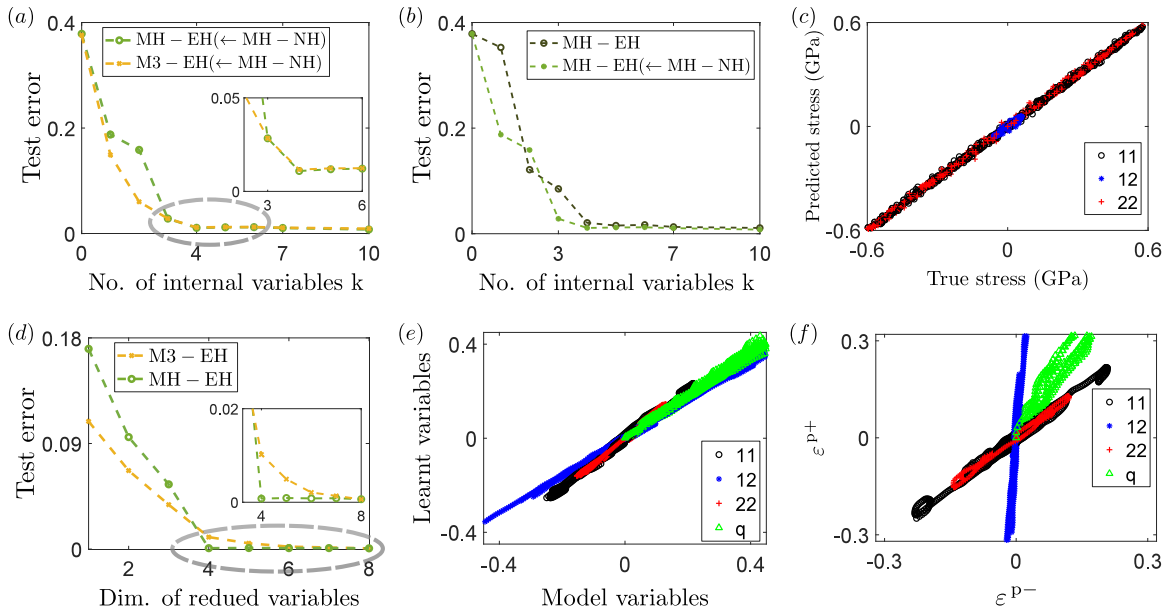 (a)
0.4
0.2
0
Test error
MH − EH(← MH − NH)
M3 − EH(← MH − NH)
0.05
0
3
6
0
4
7
10
No. of internal variables k
(b)
0.4
0.2
0
Test error
MH − EH
MH − EH(← MH − NH)
0
3
7
10
No. of internal variables k
(c)
0.6
0
-0.6
Predicted stress (GPa)
11
12
22
-0.6
0
0.6
True stress (GPa)
(d)
0.18
0.09
0
Test error
M3 − EH
MH − EH
0.02
0
4
6
8
2
4
6
8
Dim. of redued variables
(e)
0.4
0
-0.4
Learnt variables
11
12
22
q
-0.4
0
0.4
Model variables
(f)
0.3
0
-0.3
εᵖ⁺
11
12
22
q
-0.3
0
0.3
εᵖ⁻